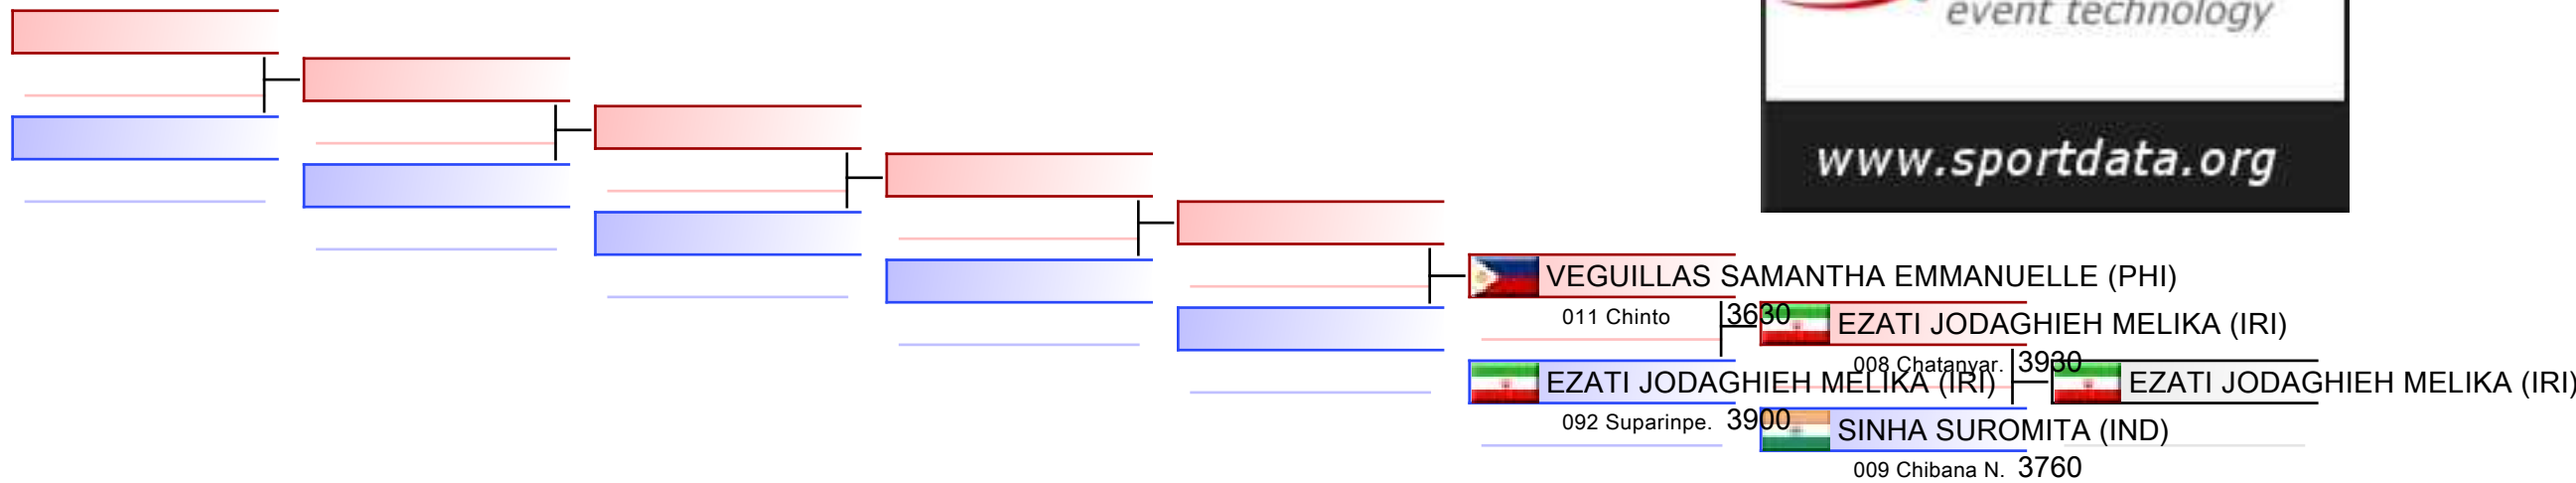 event technology
www.sportdata.org
VEGUILLAS SAMANTHA EMMANUELLE (PHI)
011 Chinto 3630
EZATI JODAGHIEH MELIKA (IRI)
008 Chatanyar. 3930
EZATI JODAGHIEH MELIKA (IRI)
EZATI JODAGHIEH MELIKA (IRI)
092 Suparinpe. 3900
SINHA SUROMITA (IND)
009 Chibana N. 3760